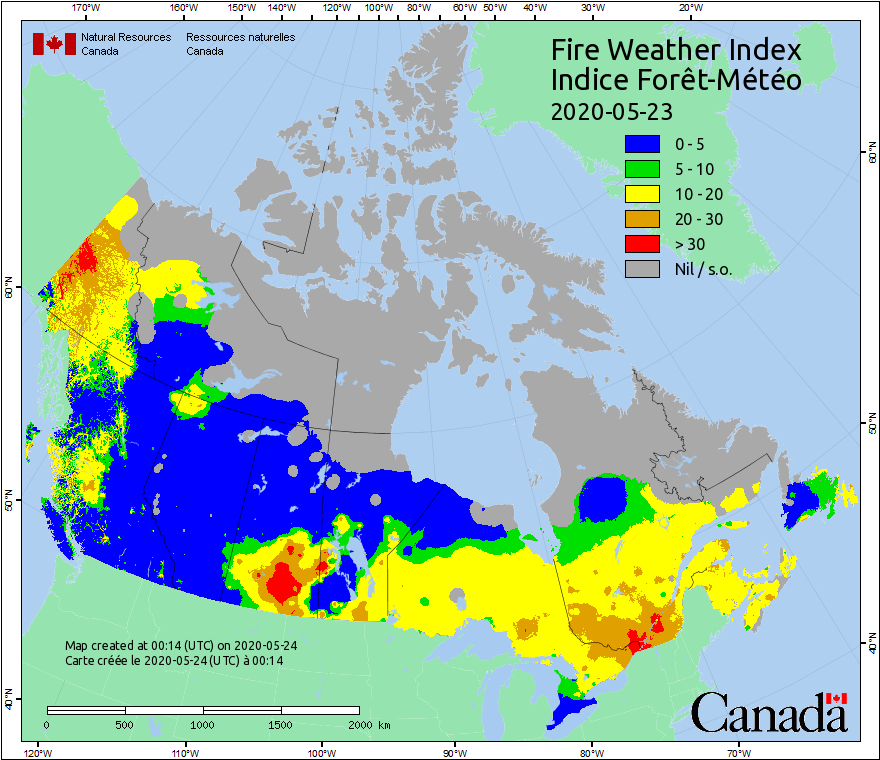 170°W 160°W 150°W 140°W 130°W 120°W 110°W 100°W 90°W 80°W 70°W 60°W 50°W 40°W 30°W 20°W
Natural Resources Canada
Ressources naturelles Canada
Fire Weather Index
Indice Forêt-Météo
2020-05-23
0 - 5
5 - 10
10 - 20
20 - 30
> 30
Nil / s.o.
60°N
60°N
50°N
50°N
40°N
40°N
Map created at 00:14 (UTC) on 2020-05-24
Carte créée le 2020-05-24 (UTC) à 00:14
0 500 1000 1500 2000 km
Canada
120°W 110°W 100°W 90°W 80°W 70°W